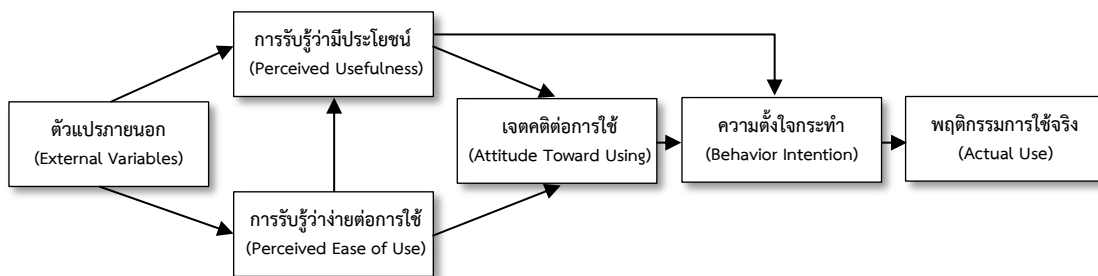 การรับรู้ว่ามีประโยชน์
(Perceived Usefulness)
ตัวแปรภายนอก
(External Variables)
เจตคติต่อการใช้
(Attitude Toward Using)
ความตั้งใจกระทำ
(Behavior Intention)
พฤติกรรมการใช้จริง
(Actual Use)
การรับรู้ว่าง่ายต่อการใช้
(Perceived Ease of Use)